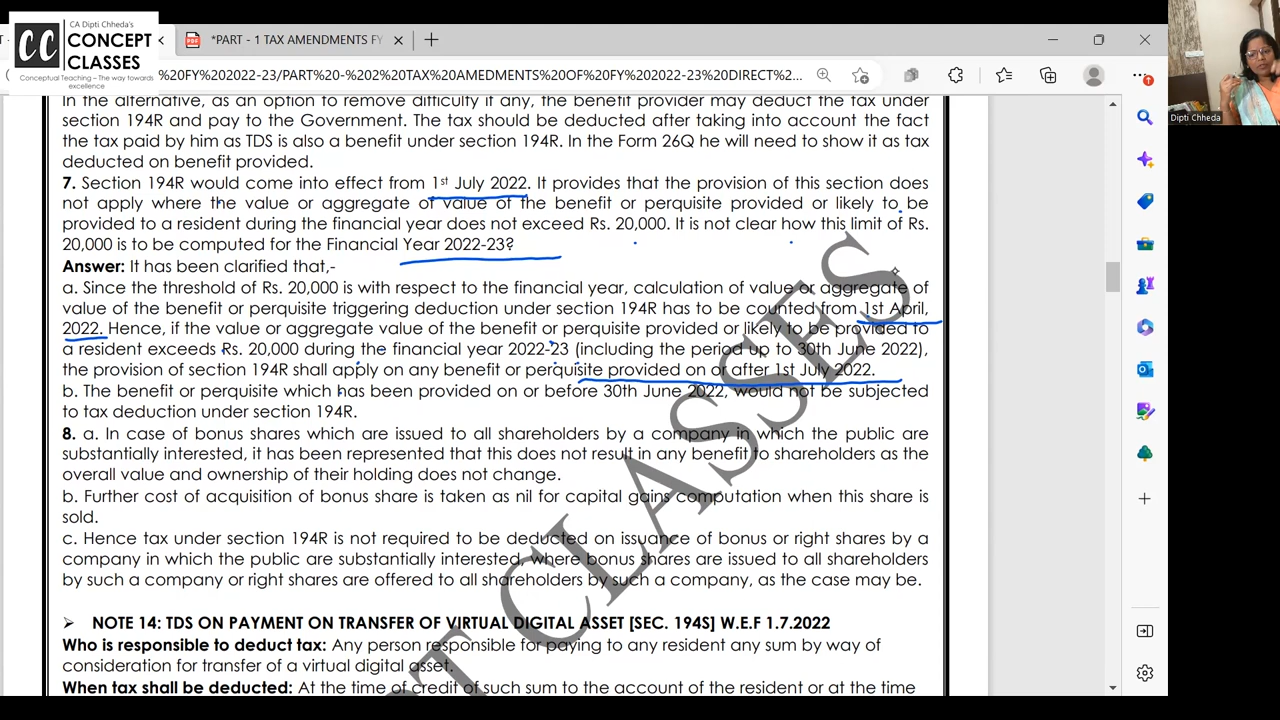 CA Dipti Chheda's
CONCEPT
CLASSES
Conceptual Teaching – The way towards
excellence
*PART - 1 TAX AMENDMENTS FY
%20FY%202022-23/PART%20-%202%20TAX%20AMEDMENTS%20OF%20FY%202022-23%20DIRECT%2...
Dipti Chheda
In the alternative, as an option to remove difficulty if any, the benefit provider may deduct the tax under
section 194R and pay to the Government. The tax should be deducted after taking into account the fact
the tax paid by him as TDS is also a benefit under section 194R. In the Form 26Q he will need to show it as tax
deducted on benefit provided.
7. Section 194R would come into effect from 1st July 2022. It provides that the provision of this section does
not apply where the value or aggregate of value of the benefit or perquisite provided or likely to be
provided to a resident during the financial year does not exceed Rs. 20,000. It is not clear how this limit of Rs.
20,000 is to be computed for the Financial Year 2022-23?
Answer: It has been clarified that,-
a. Since the threshold of Rs. 20,000 is with respect to the financial year, calculation of value or aggregate of
value of the benefit or perquisite triggering deduction under section 194R has to be counted from 1st April,
2022. Hence, if the value or aggregate value of the benefit or perquisite provided or likely to be provided to
a resident exceeds Rs. 20,000 during the financial year 2022-23 (including the period up to 30th June 2022),
the provision of section 194R shall apply on any benefit or perquisite provided on or after 1st July 2022.
b. The benefit or perquisite which has been provided on or before 30th June 2022, would not be subjected
to tax deduction under section 194R.
8. a. In case of bonus shares which are issued to all shareholders by a company in which the public are
substantially interested, it has been represented that this does not result in any benefit to shareholders as the
overall value and ownership of their holding does not change.
b. Further cost of acquisition of bonus share is taken as nil for capital gains computation when this share is
sold.
c. Hence tax under section 194R is not required to be deducted on issuance of bonus or right shares by a
company in which the public are substantially interested, where bonus shares are issued to all shareholders
by such a company or right shares are offered to all shareholders by such a company, as the case may be.
➢ NOTE 14: TDS ON PAYMENT ON TRANSFER OF VIRTUAL DIGITAL ASSET [SEC. 194S] W.E.F 1.7.2022
Who is responsible to deduct tax: Any person responsible for paying to any resident any sum by way of
consideration for transfer of a virtual digital asset.
When tax shall be deducted: At the time of credit of such sum to the account of the resident or at the time
PT CLASSES